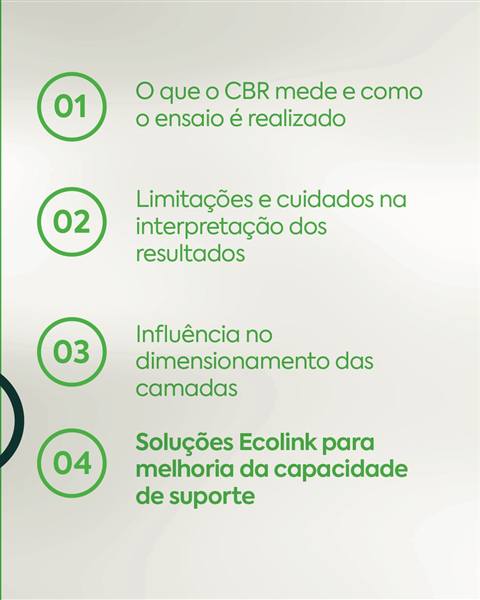 01
O que o CBR mede e como
o ensaio é realizado
02
Limitações e cuidados na
interpretação dos
resultados
03
Influência no
dimensionamento das
camadas
04
Soluções Ecolink para
melhoria da capacidade
de suporte